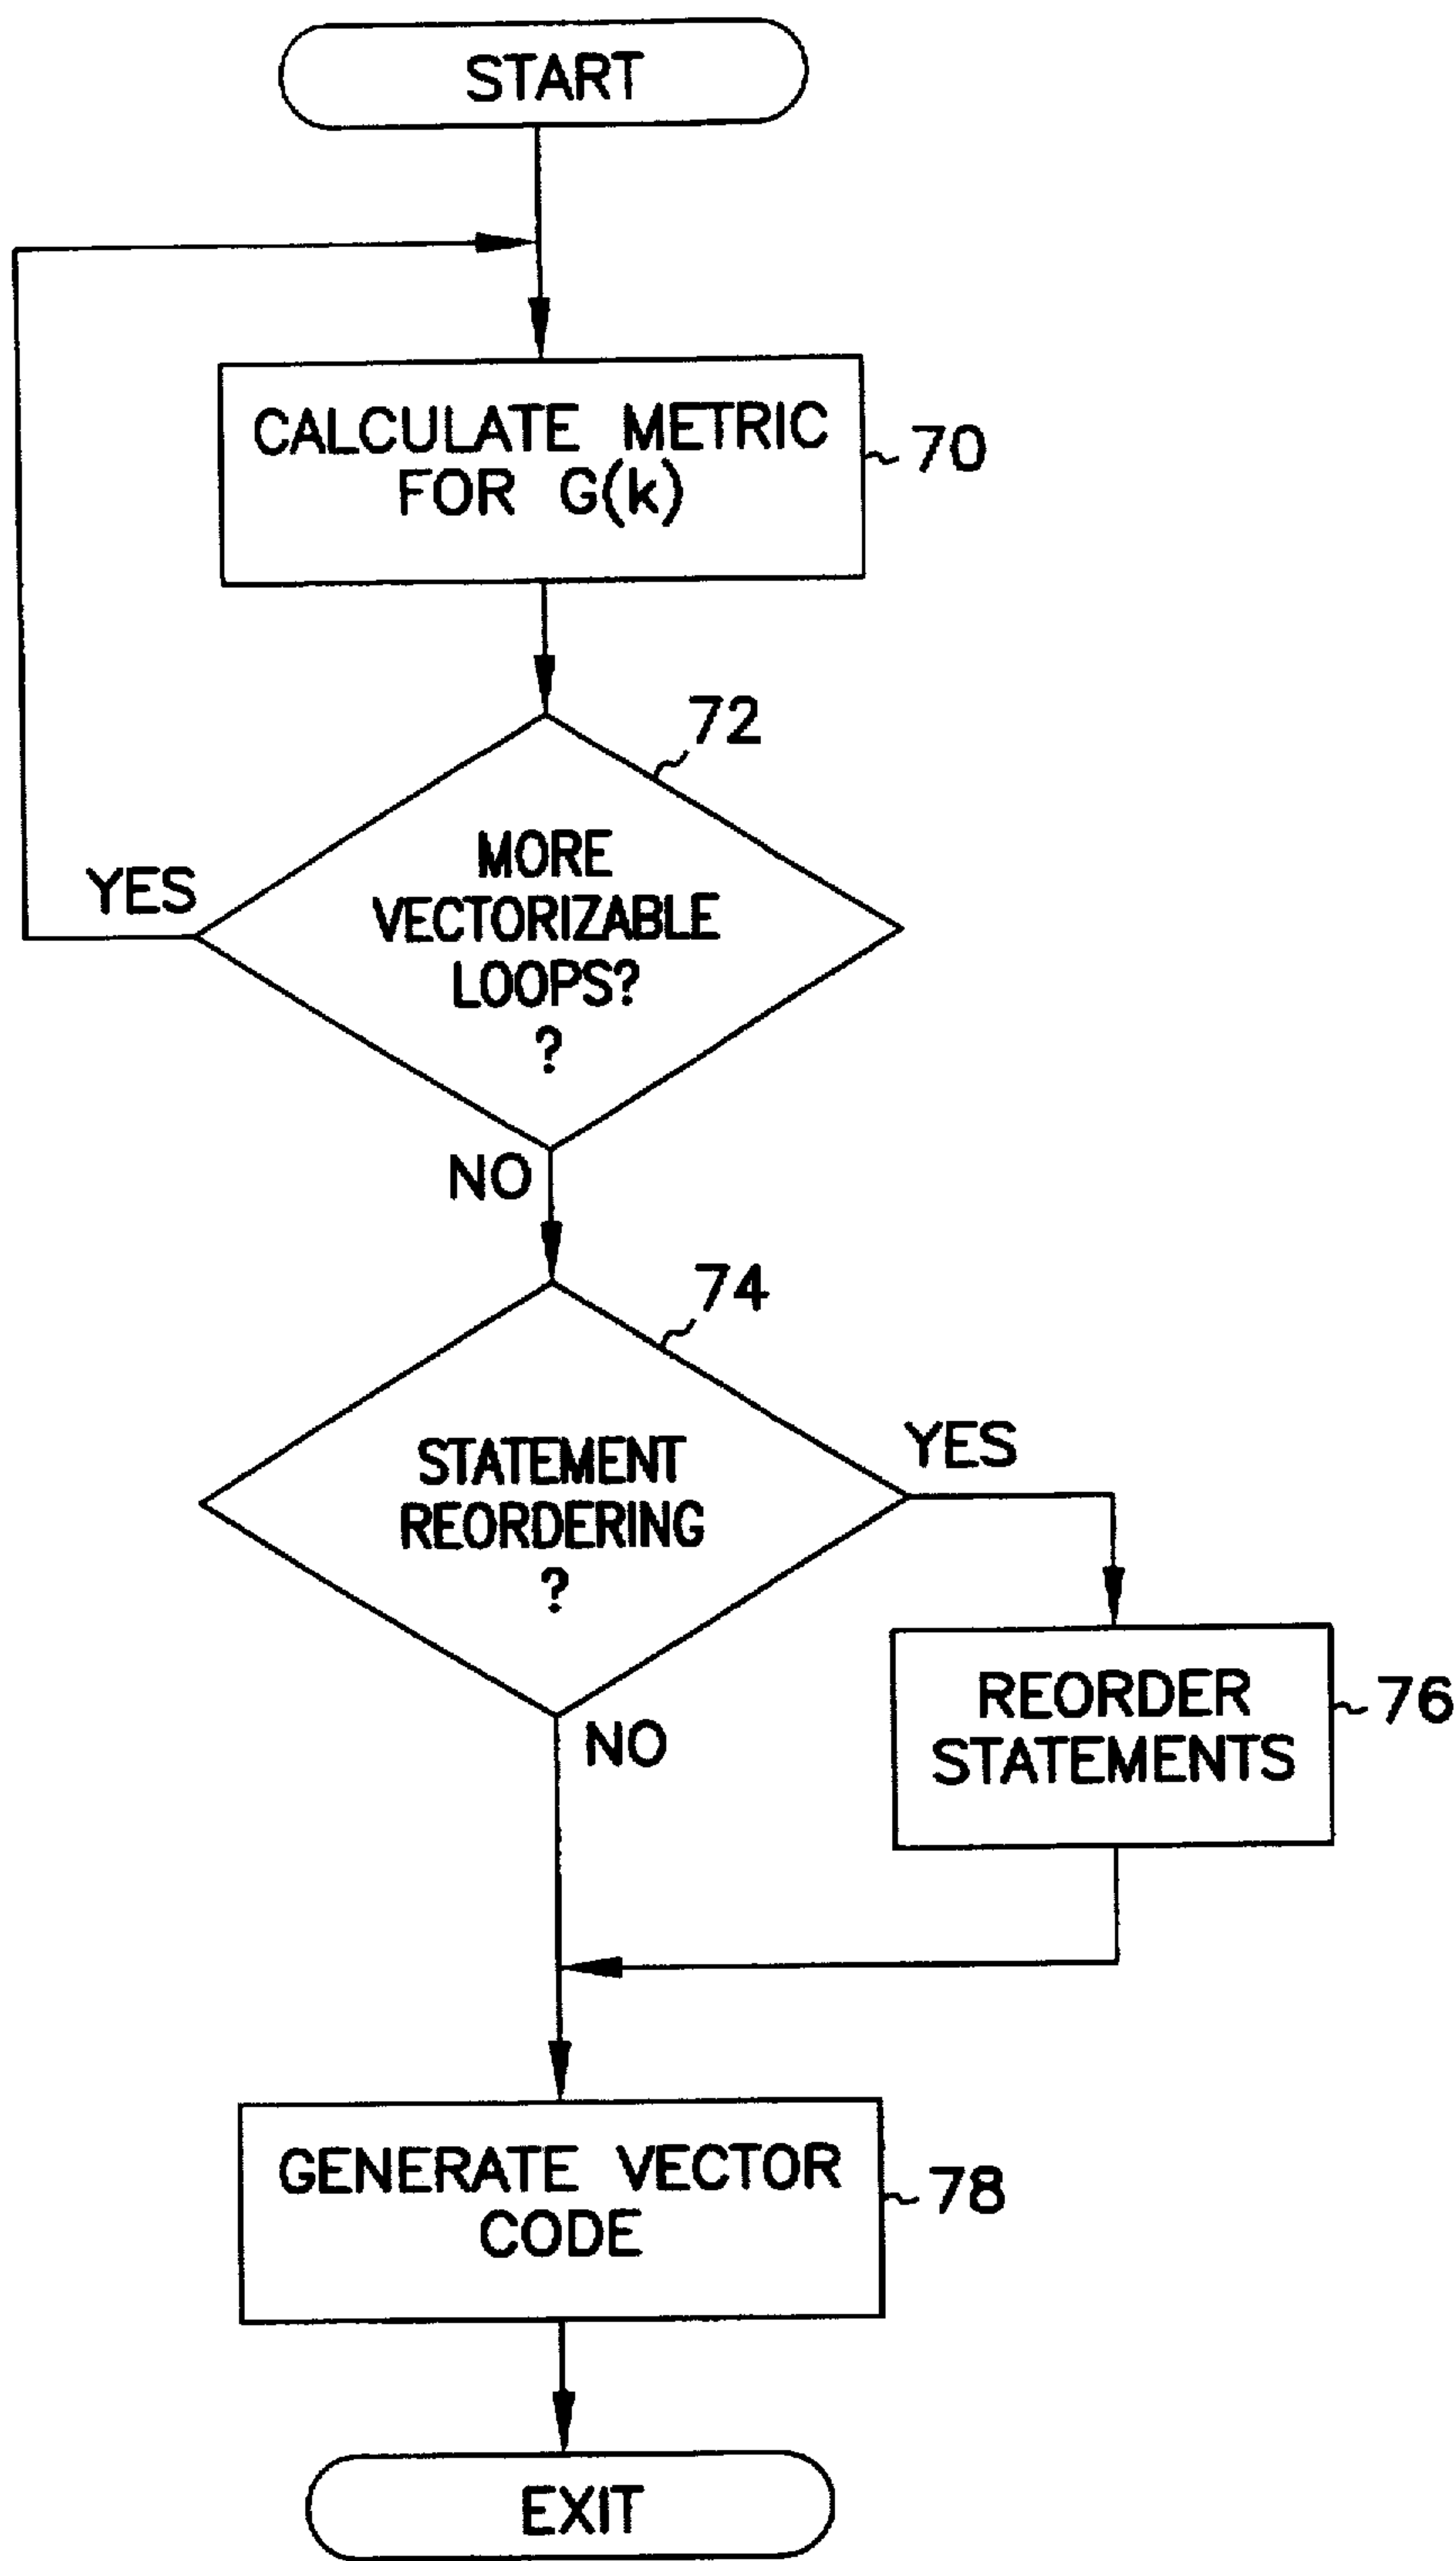 START
CALCULATE METRIC
FOR G(k)
70
72
MORE
VECTORIZABLE
LOOPS?
?
YES
NO
74
STATEMENT
REORDERING
?
YES
NO
REORDER
STATEMENTS
76
GENERATE VECTOR
CODE
78
EXIT